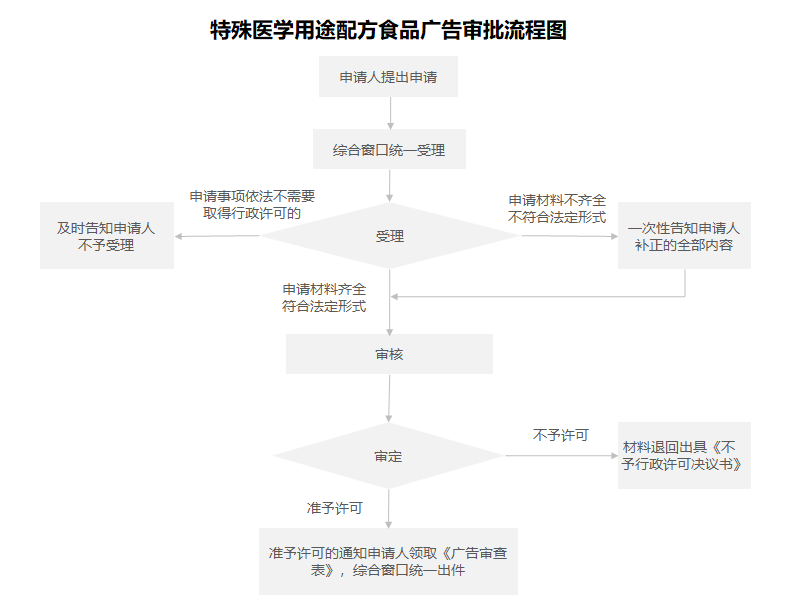 特殊医学用途配方食品广告审批流程图
申请人提出申请
综合窗口统一受理
申请事项依法不需要
取得行政许可的
申请材料不齐全
不符合法定形式
及时告知申请人
不予受理
受理
一次性告知申请人
补正的全部内容
申请材料齐全
符合法定形式
审核
不予许可
审定
材料退回出具《不
予行政许可决议书》
准予许可
准予许可的通知申请人领取《广告审查
表》，综合窗口统一出件